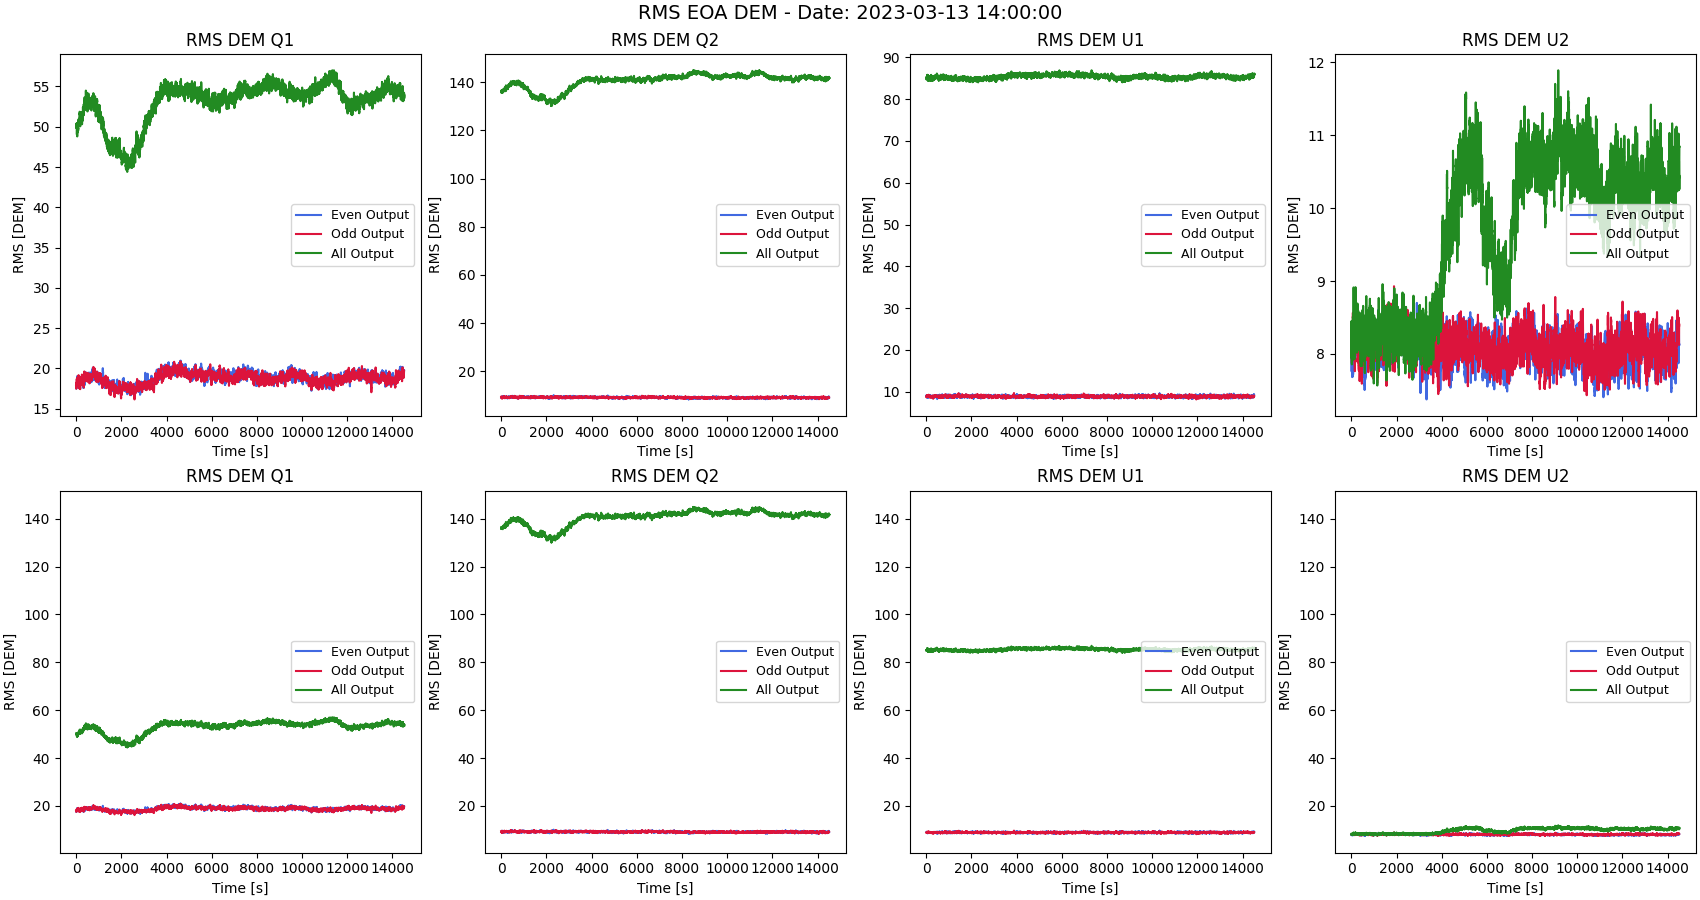 RMS EOA DEM - Date: 2023-03-13 14:00:00
RMS DEM Q1
RMS [DEM]
55
50
45
40
35
30
25
20
15
Even Output
Odd Output
All Output
0 2000 4000 6000 8000 10000 12000 14000
Time [s]
RMS DEM Q2
RMS [DEM]
140
120
100
80
60
40
20
Even Output
Odd Output
All Output
0 2000 4000 6000 8000 10000 12000 14000
Time [s]
RMS DEM U1
RMS [DEM]
90
80
70
60
50
40
30
20
10
Even Output
Odd Output
All Output
0 2000 4000 6000 8000 10000 12000 14000
Time [s]
RMS DEM U2
RMS [DEM]
12
11
10
9
8
Even Output
Odd Output
All Output
0 2000 4000 6000 8000 10000 12000 14000
Time [s]
RMS DEM Q1
RMS [DEM]
140
120
100
80
60
40
20
Even Output
Odd Output
All Output
0 2000 4000 6000 8000 10000 12000 14000
Time [s]
RMS DEM Q2
RMS [DEM]
140
120
100
80
60
40
20
Even Output
Odd Output
All Output
0 2000 4000 6000 8000 10000 12000 14000
Time [s]
RMS DEM U1
RMS [DEM]
140
120
100
80
60
40
20
Even Output
Odd Output
All Output
0 2000 4000 6000 8000 10000 12000 14000
Time [s]
RMS DEM U2
RMS [DEM]
140
120
100
80
60
40
20
Even Output
Odd Output
All Output
0 2000 4000 6000 8000 10000 12000 14000
Time [s]